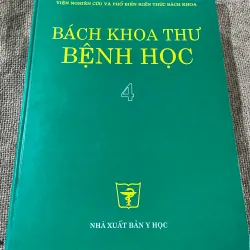 VIỆN NGHIÊN CỨU VÀ PHỔ BIẾN KIẾN THỨC BÁCH KHOA
BÁCH KHOA THƯ
BỆNH HỌC
4
NHÀ XUẤT BẢN Y HỌC